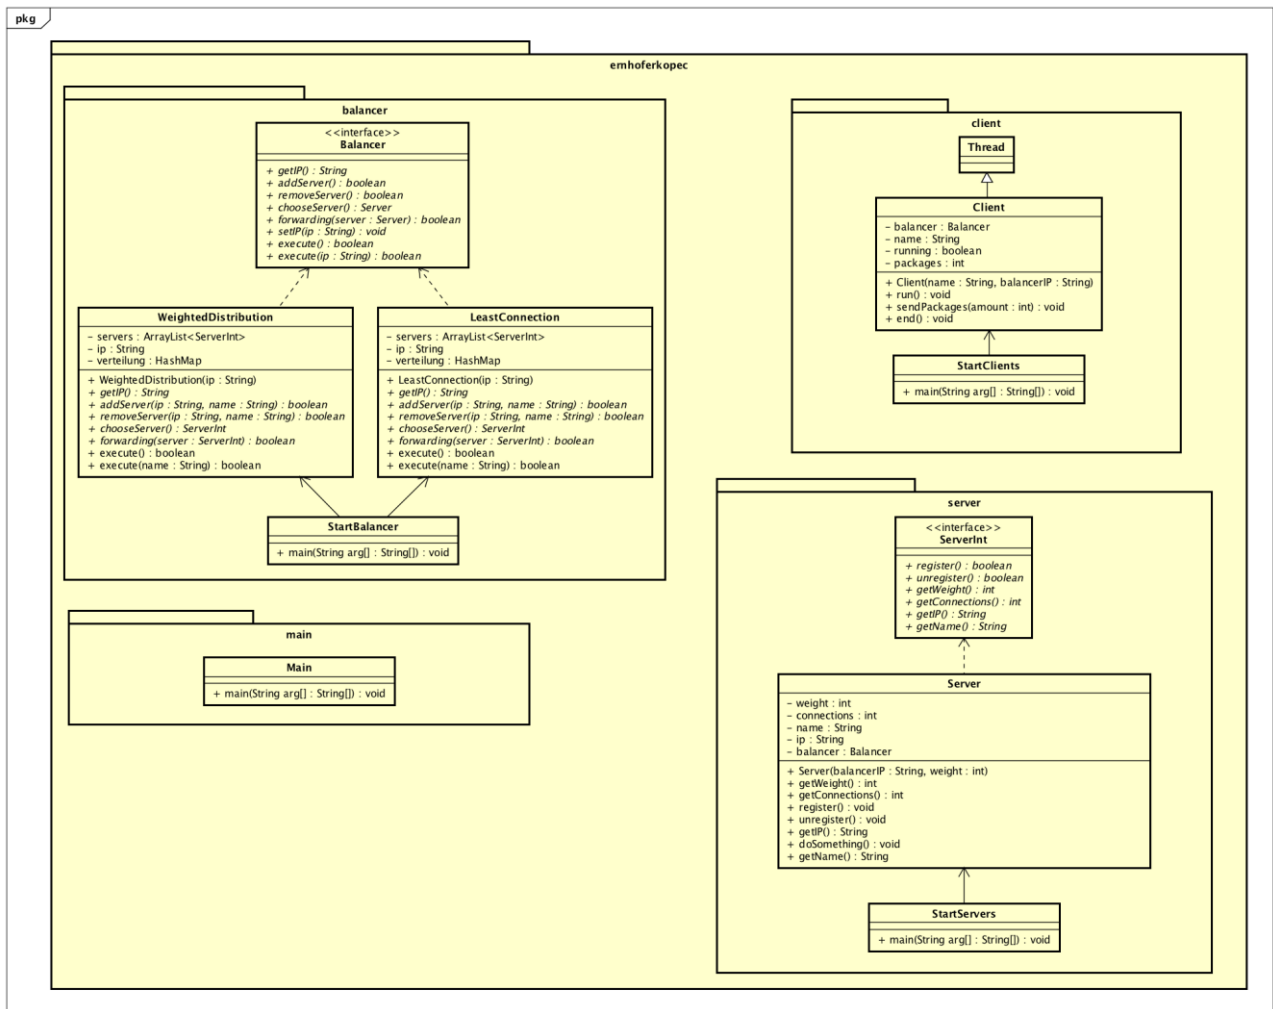 pkg
ernhoferkopec
balancer
<<interface>>
Balancer
+ getIP() : String
+ addServer() : boolean
+ removeServer() : boolean
+ chooseServer() : Server
+ forwarding(server : Server) : boolean
+ setIP(ip : String) : void
+ execute() : boolean
+ execute(ip : String) : boolean
WeightedDistribution
– servers : ArrayList<ServerInt>
– ip : String
– verteilung : HashMap
+ WeightedDistribution(ip : String)
+ getIP() : String
+ addServer(ip : String, name : String) : boolean
+ removeServer(ip : String, name : String) : boolean
+ chooseServer() : ServerInt
+ forwarding(server : ServerInt) : boolean
+ execute() : boolean
+ execute(name : String) : boolean
LeastConnection
– servers : ArrayList<ServerInt>
– ip : String
– verteilung : HashMap
+ LeastConnection(ip : String)
+ getIP() : String
+ addServer(ip : String, name : String) : boolean
+ removeServer(ip : String, name : String) : boolean
+ chooseServer() : ServerInt
+ forwarding(server : ServerInt) : boolean
+ execute() : boolean
+ execute(name : String) : boolean
StartBalancer
+ main(String arg[] : String[]) : void
main
Main
+ main(String arg[] : String[]) : void
client
Thread
Client
– balancer : Balancer
– name : String
– running : boolean
– packages : int
+ Client(name : String, balancerIP : String)
+ run() : void
+ sendPackages(amount : int) : void
+ end() : void
StartClients
+ main(String arg[] : String[]) : void
server
<<interface>>
ServerInt
+ register() : boolean
+ unregister() : boolean
+ getWeight() : int
+ getConnections() : int
+ getIP() : String
+ getName() : String
Server
– weight : int
– connections : int
– name : String
– ip : String
– balancer : Balancer
+ Server(balancerIP : String, weight : int)
+ getWeight() : int
+ getConnections() : int
+ register() : void
+ unregister() : void
+ getIP() : String
+ doSomething() : void
+ getName() : String
StartServers
+ main(String arg[] : String[]) : void